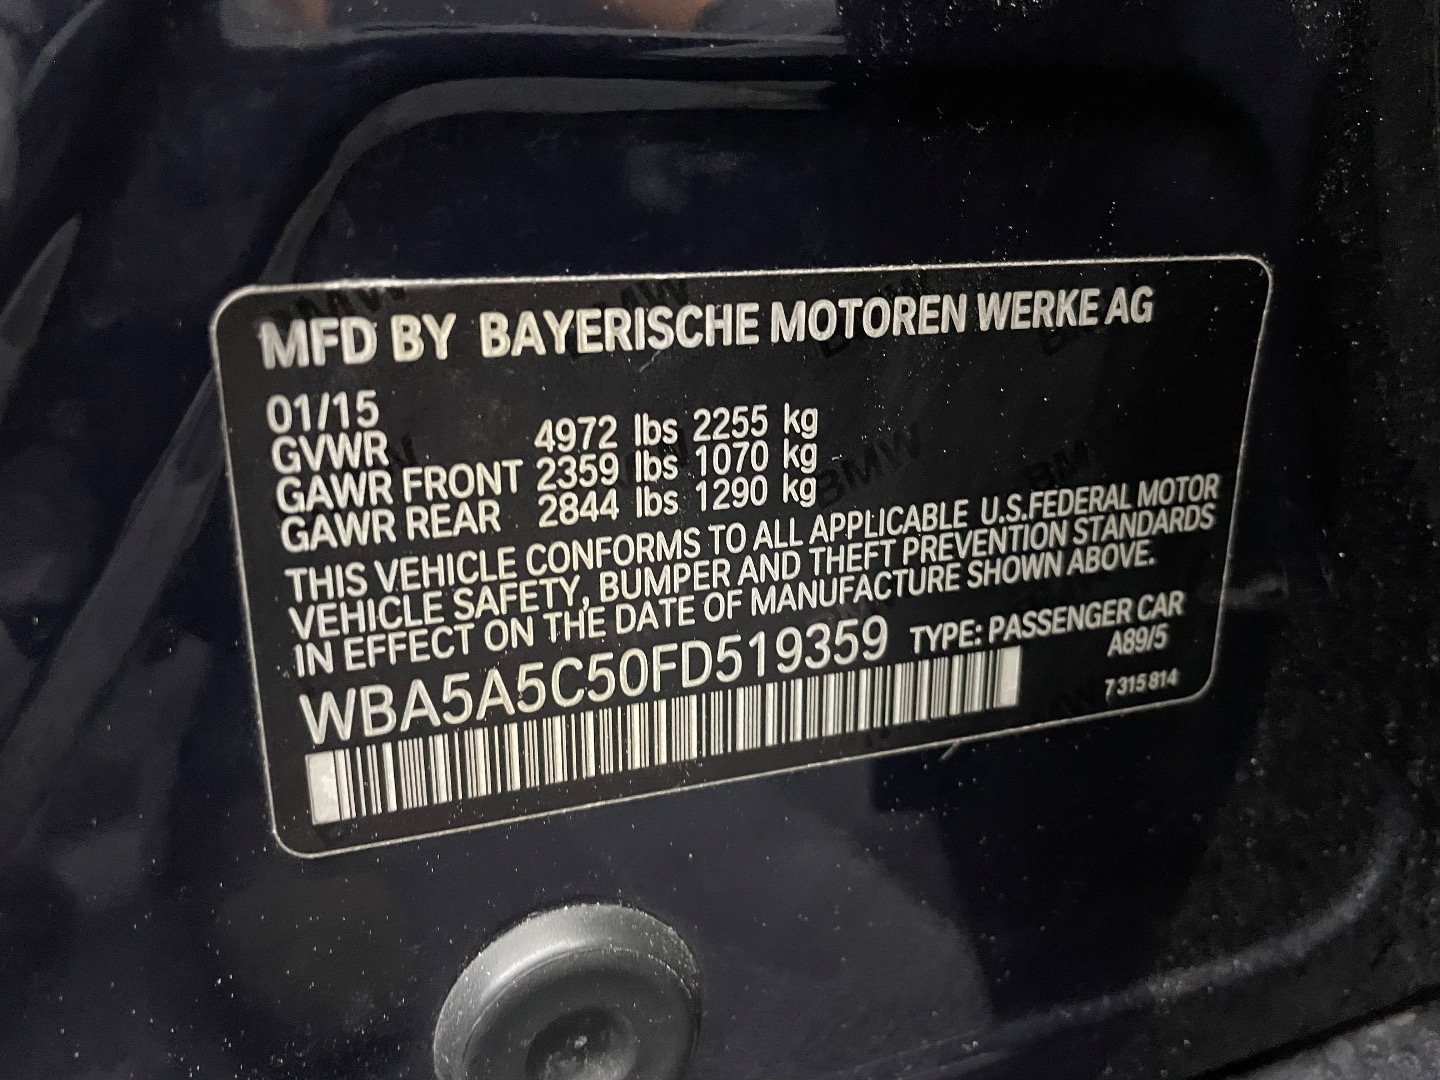 MFD BY BAYERISCHE MOTOREN WERKE AG
01/15
GVWR 4972 lbs 2255 kg
GAWR FRONT 2359 lbs 1070 kg
GAWR REAR 2844 lbs 1290 kg
THIS VEHICLE CONFORMS TO ALL APPLICABLE U.S.FEDERAL MOTOR
VEHICLE SAFETY, BUMPER AND THEFT PREVENTION STANDARDS
IN EFFECT ON THE DATE OF MANUFACTURE SHOWN ABOVE.
WBA5A5C50FD519359 TYPE: PASSENGER CAR
A89/5
7 315 814